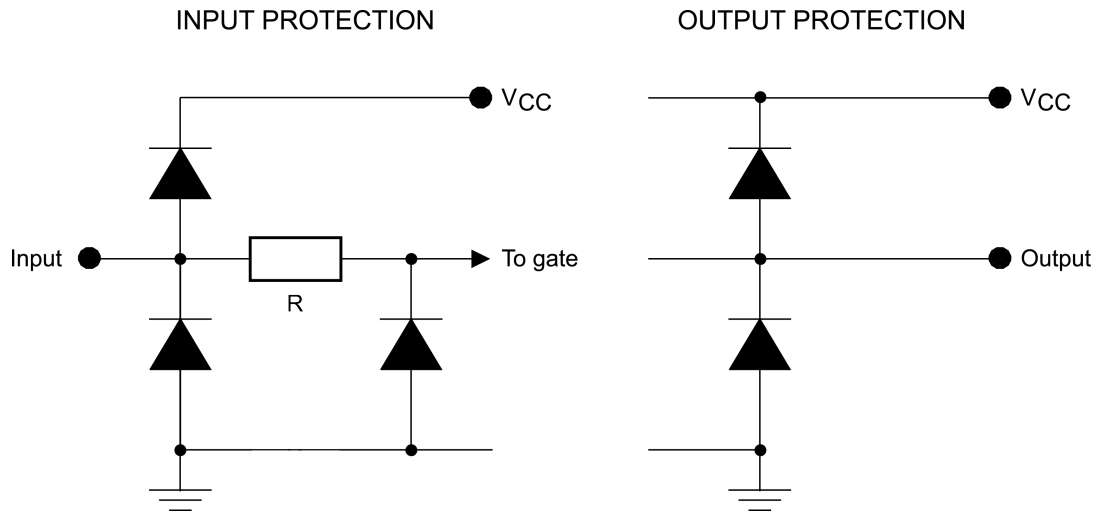 INPUT PROTECTION
OUTPUT PROTECTION
VCC
VCC
Input
To gate
Output
R